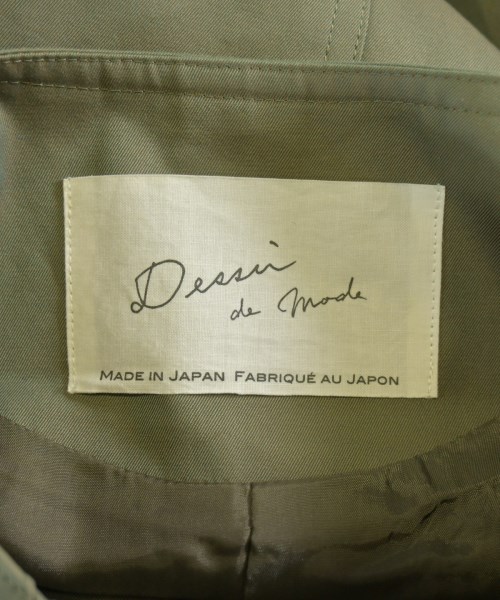 Dessin
de mode
MADE IN JAPAN FABRIQUÉ AU JAPON